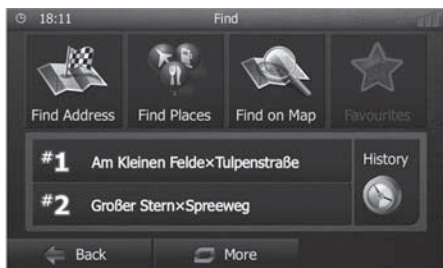 18:11 Find
Find Address Find Places Find on Map Favourites
#1 Am Kleinen Felde×Tulpenstraße History
#2 Großer Stern×Spreeweg
Back More